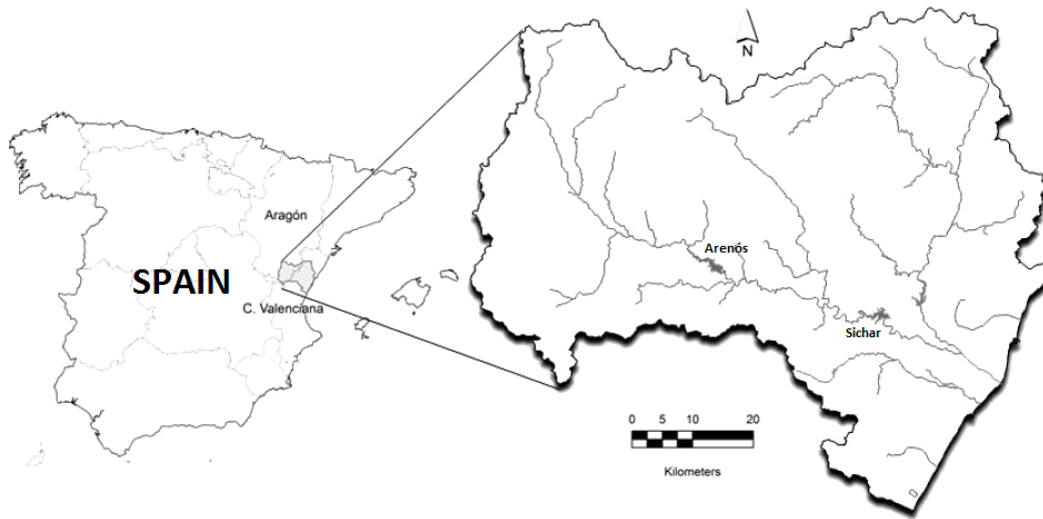 N
Aragón
Arenós
SPAIN
C. Valenciana
Sichar
0 5 10 20
Kilometers